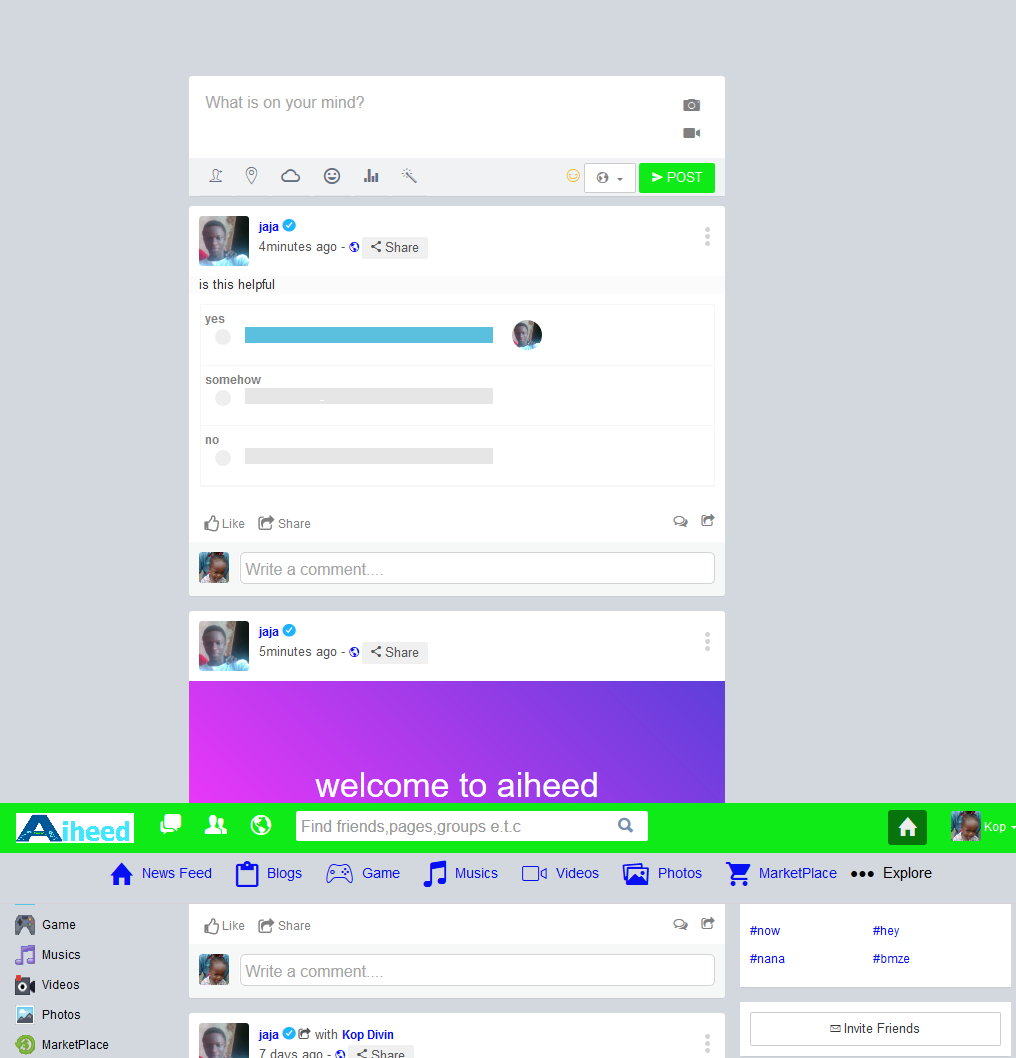 What is on your mind?
POST
jaja
4minutes ago - Share
is this helpful
yes
somehow
no
Like Share
Write a comment....
jaja
5minutes ago - Share
welcome to aiheed
Aiheed Find friends,pages,groups e.t.c Kop
News Feed Blogs Game Musics Videos Photos MarketPlace Explore
Game
Musics
Videos
Photos
MarketPlace
Like Share
Write a comment....
jaja with Kop Divin
7 days ago - Share
#now #hey
#nana #bmze
Invite Friends